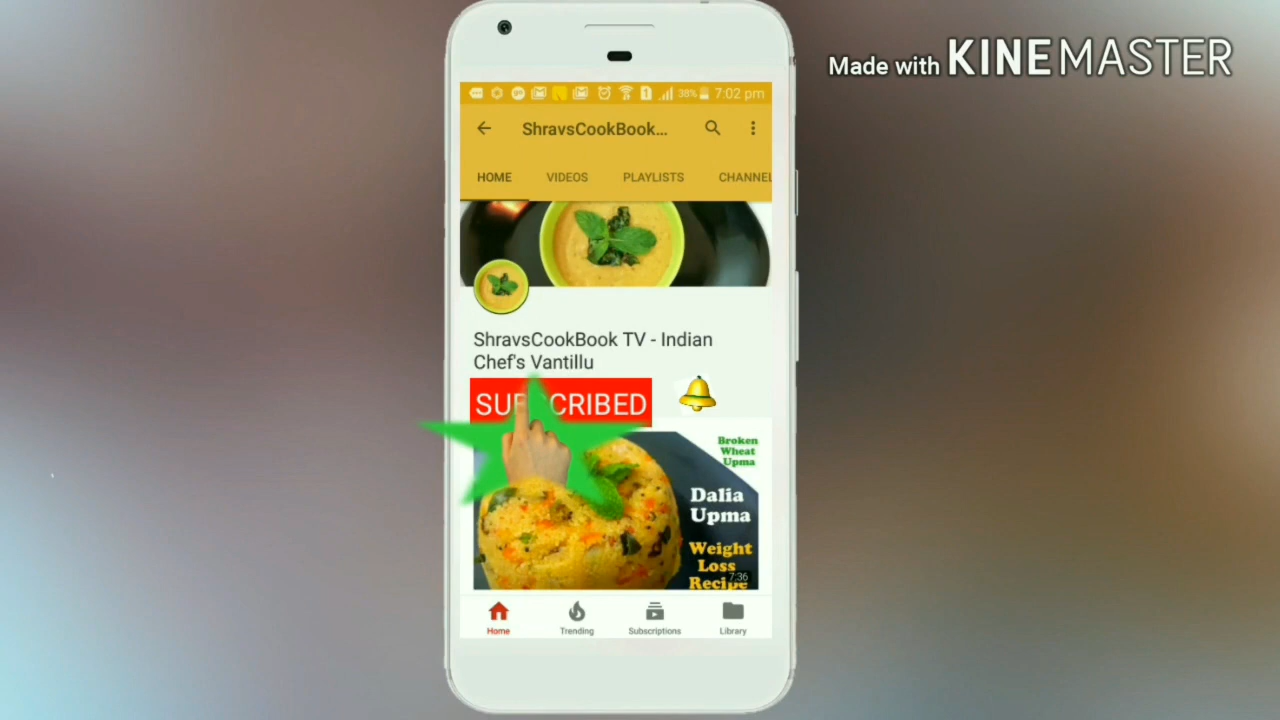 Made with KINEMASTER
38% 7:02 pm
ShravsCookBook...
HOME VIDEOS PLAYLISTS CHANNEL
ShravsCookBook TV - Indian
Chef's Vantillu
SUBSCRIBED
Broken
Wheat
Upma
Dalia
Upma
Weight
Loss
Recipe
7:36
Home Trending Subscriptions Library